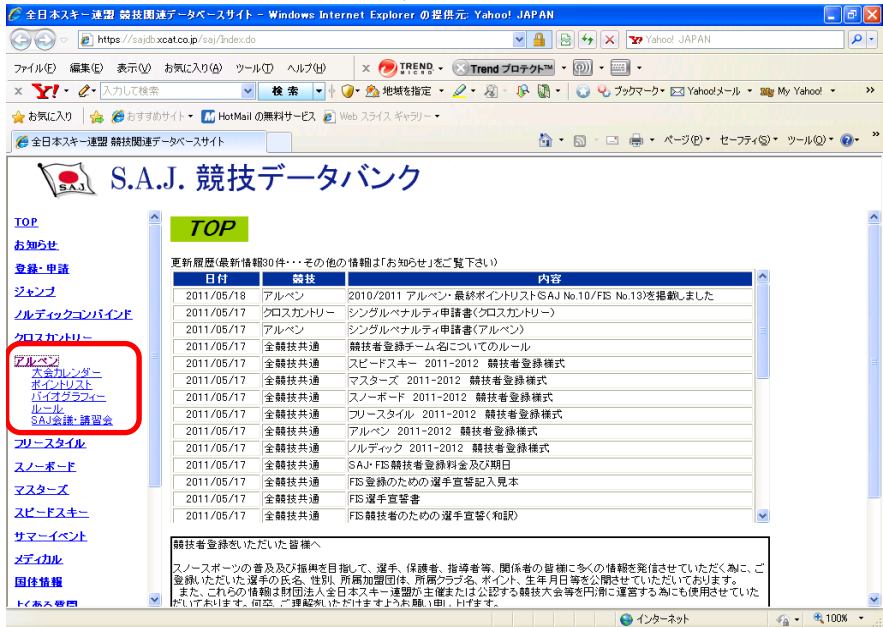 全日本スキー連盟 競技関連データベースサイト - Windows Internet Explorer の提供元: Yahoo! JAPAN
https://sajdb.xcat.co.jp/saj/Index.do
Yahoo! JAPAN
ファイル(F) 編集(E) 表示(V) お気に入り(A) ツール(T) ヘルプ(H)
TREND MICRO
Trend プロテクト™
Y! 入力して検索 検索 地域を指定 ブックマーク Yahoo!メール My Yahoo!
お気に入り おすすめサイト HotMail の無料サービス Web スライス ギャラリー
全日本スキー連盟 競技関連データベースサイト
ページ(P) セーフティ(S) ツール(O)
S.A.J. S.A.J. 競技データバンク
TOP
お知らせ
登録・申請
ジャンプ
ノルディックコンバインド
クロスカントリー
アルペン
大会カレンダー
ポイントリスト
バイオグラフィー
ルール
SAJ会議・講習会
フリースタイル
スノーボード
マスターズ
スピードスキー
サマーイベント
メディカル
国体情報
よくある質問
TOP
更新履歴(最新情報30件・・・その他の情報は「お知らせ」をご覧下さい)
日付 競技 内容
2011/05/18 アルペン 2010/2011 アルペン・最終ポイントリスト(SAJ No.10/FIS No.13)を掲載しました
2011/05/17 クロスカントリー シングルペナルティ申請書(クロスカントリー)
2011/05/17 アルペン シングルペナルティ申請書(アルペン)
2011/05/17 全競技共通 競技者登録チーム名についてのルール
2011/05/17 全競技共通 スピードスキー 2011-2012 競技者登録様式
2011/05/17 全競技共通 マスターズ 2011-2012 競技者登録様式
2011/05/17 全競技共通 スノーボード 2011-2012 競技者登録様式
2011/05/17 全競技共通 フリースタイル 2011-2012 競技者登録様式
2011/05/17 全競技共通 アルペン 2011-2012 競技者登録様式
2011/05/17 全競技共通 ノルディック 2011-2012 競技者登録様式
2011/05/17 全競技共通 SAJ・FIS競技者登録料金及び期日
2011/05/17 全競技共通 FIS登録のための選手宣誓記入見本
2011/05/17 全競技共通 FIS選手宣誓書
2011/05/17 全競技共通 FIS競技者のための選手宣誓(和訳)
競技者登録をいただいた皆様へ
スノースポーツの普及及び振興を目指して、選手、保護者、指導者等、関係者の皆様に多くの情報を発信させていただく為に、ご
登録いただいた選手の氏名、性別、所属加盟団体、所属クラブ名、ポイント、生年月日等を公開させていただいております。
また、これらの情報は財団法人全日本スキー連盟が主催または公認する競技大会等を円滑に運営する為にも使用させていた
だいております。何卒、ご理解をいただけますようお願い申し上げます。
インターネット 100%